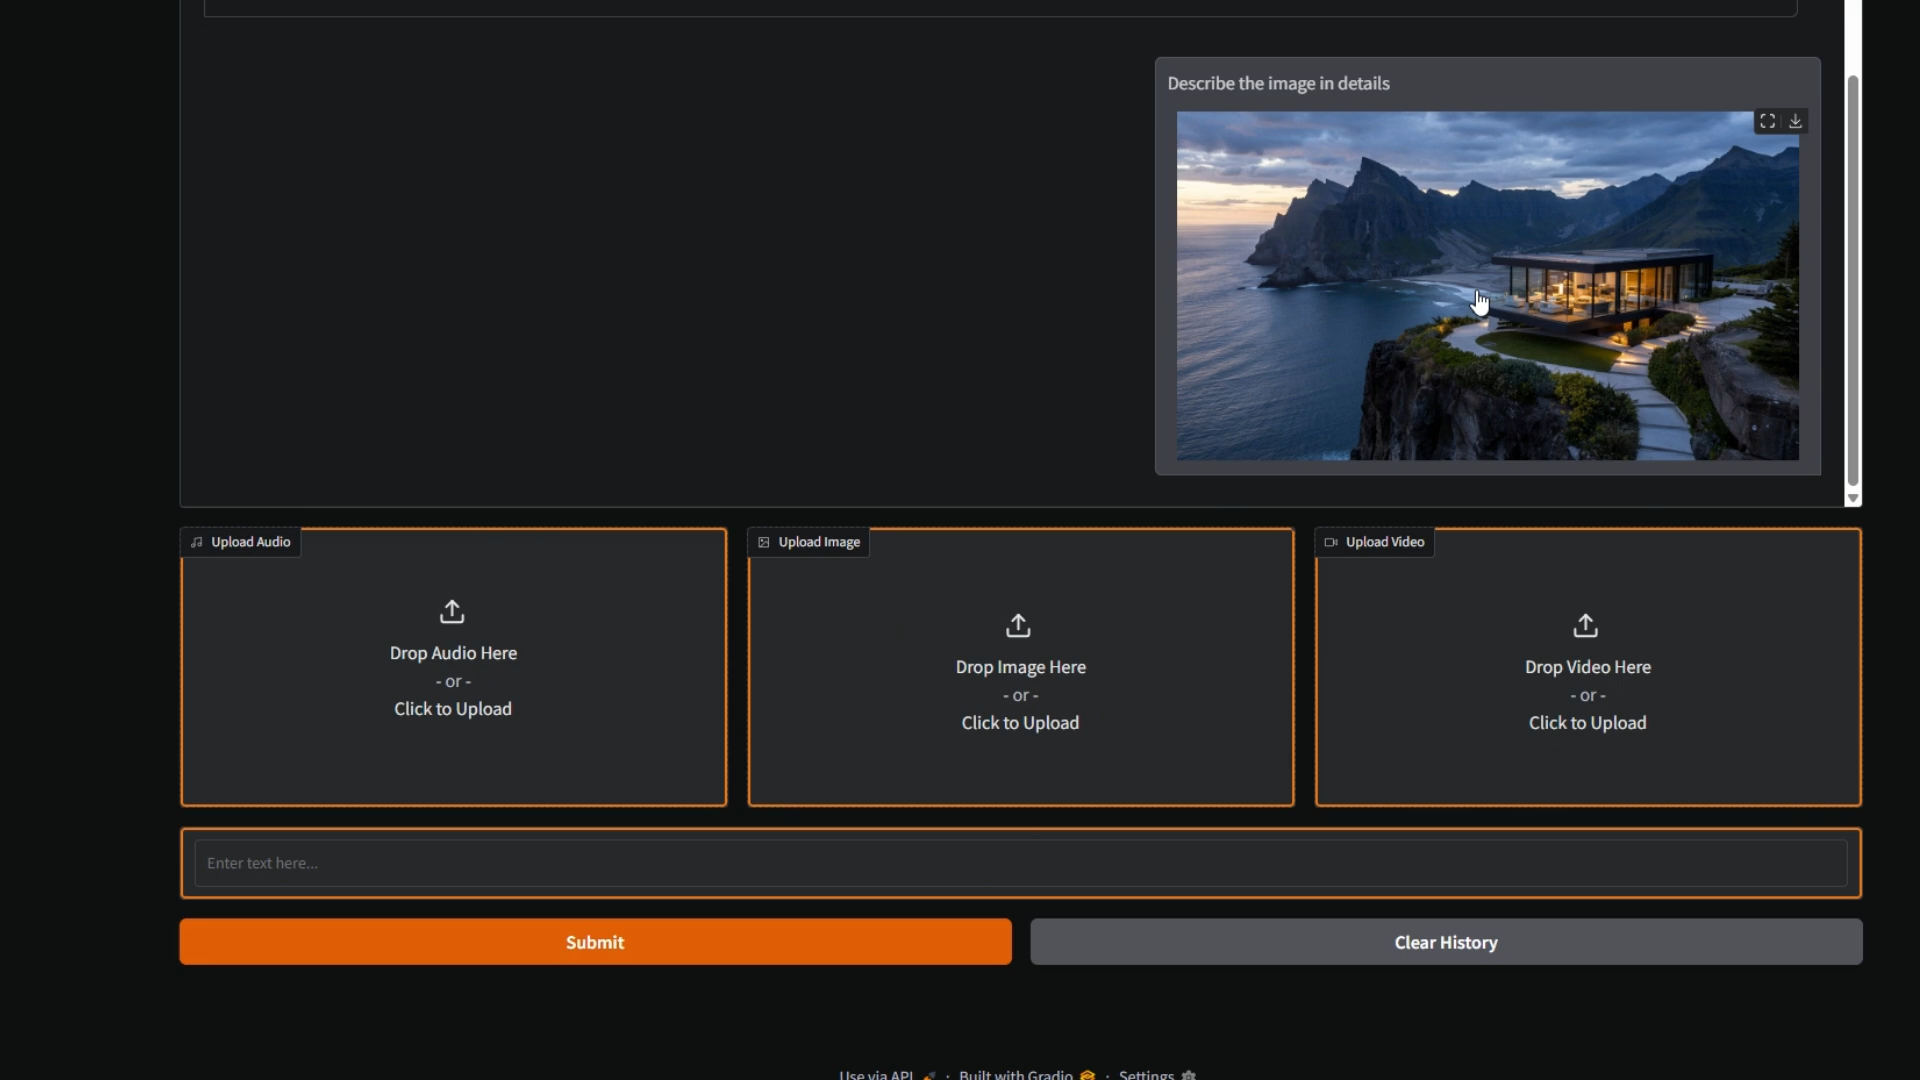 Describe the image in details
Upload Audio
Drop Audio Here
- or -
Click to Upload
Upload Image
Drop Image Here
- or -
Click to Upload
Upload Video
Drop Video Here
- or -
Click to Upload
Enter text here...
Submit
Clear History
Use via API · Built with Gradio · Settings